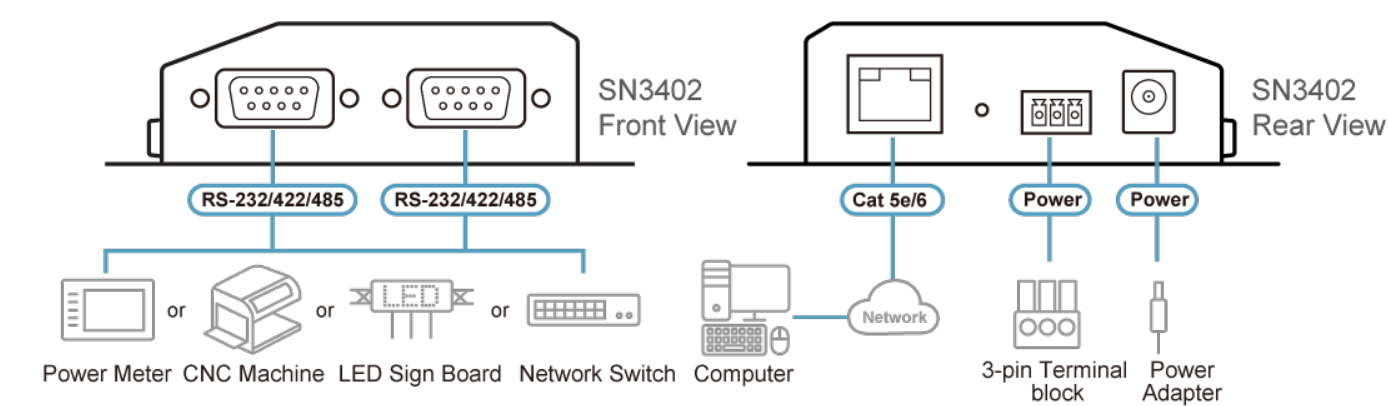 SN3402
Front View
SN3402
Rear View
RS-232/422/485
RS-232/422/485
Cat 5e/6
Power
Power
or
or
LED
or
Network
Power Meter
CNC Machine
LED Sign Board
Network Switch
Computer
3-pin Terminal
block
Power
Adapter